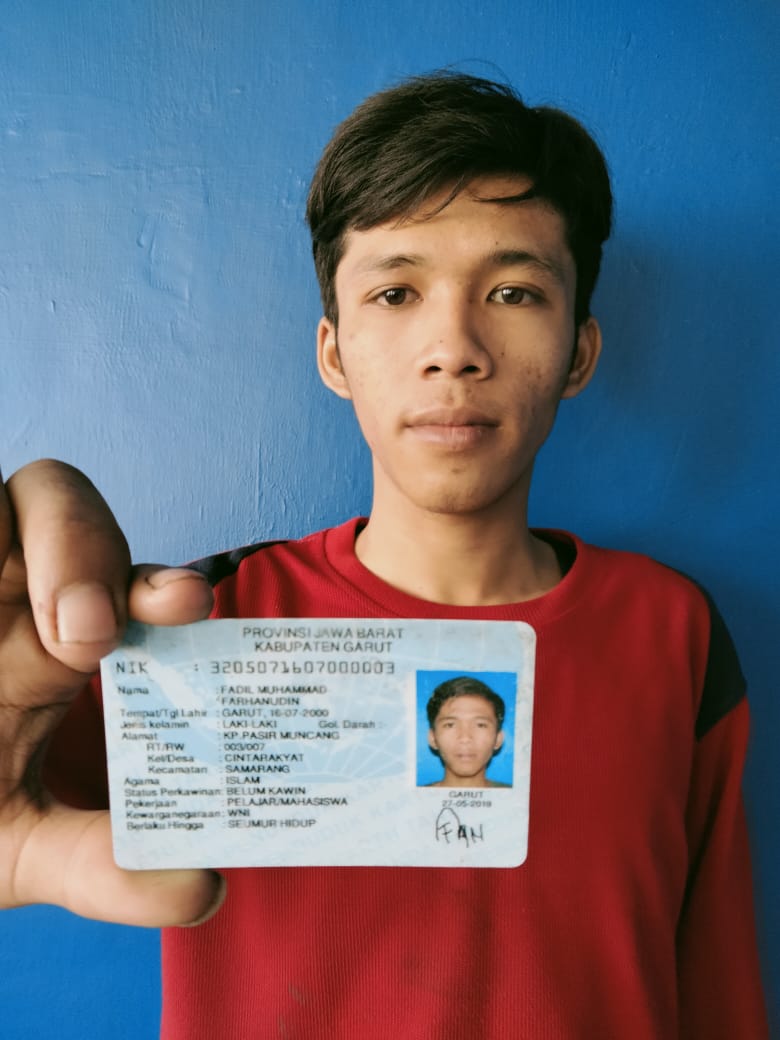 PROVINSI JAWA BARAT
KABUPATEN GARUT
NIK : 3205071607000003
Nama : FADIL MUHAMMAD
FARHANUDIN
Tempat/Tgl Lahir : GARUT, 16-07-2000
Jenis kelamin : LAKI-LAKI Gol. Darah :-
Alamat : KP.PASIR MUNCANG
RT/RW : 003/007
Kel/Desa : CINTARAKYAT
Kecamatan : SAMARANG
Agama : ISLAM
Status Perkawinan: BELUM KAWIN
Pekerjaan : PELAJAR/MAHASISWA
Kewarganegaraan: WNI
Berlaku Hingga : SEUMUR HIDUP
GARUT
27-05-2019